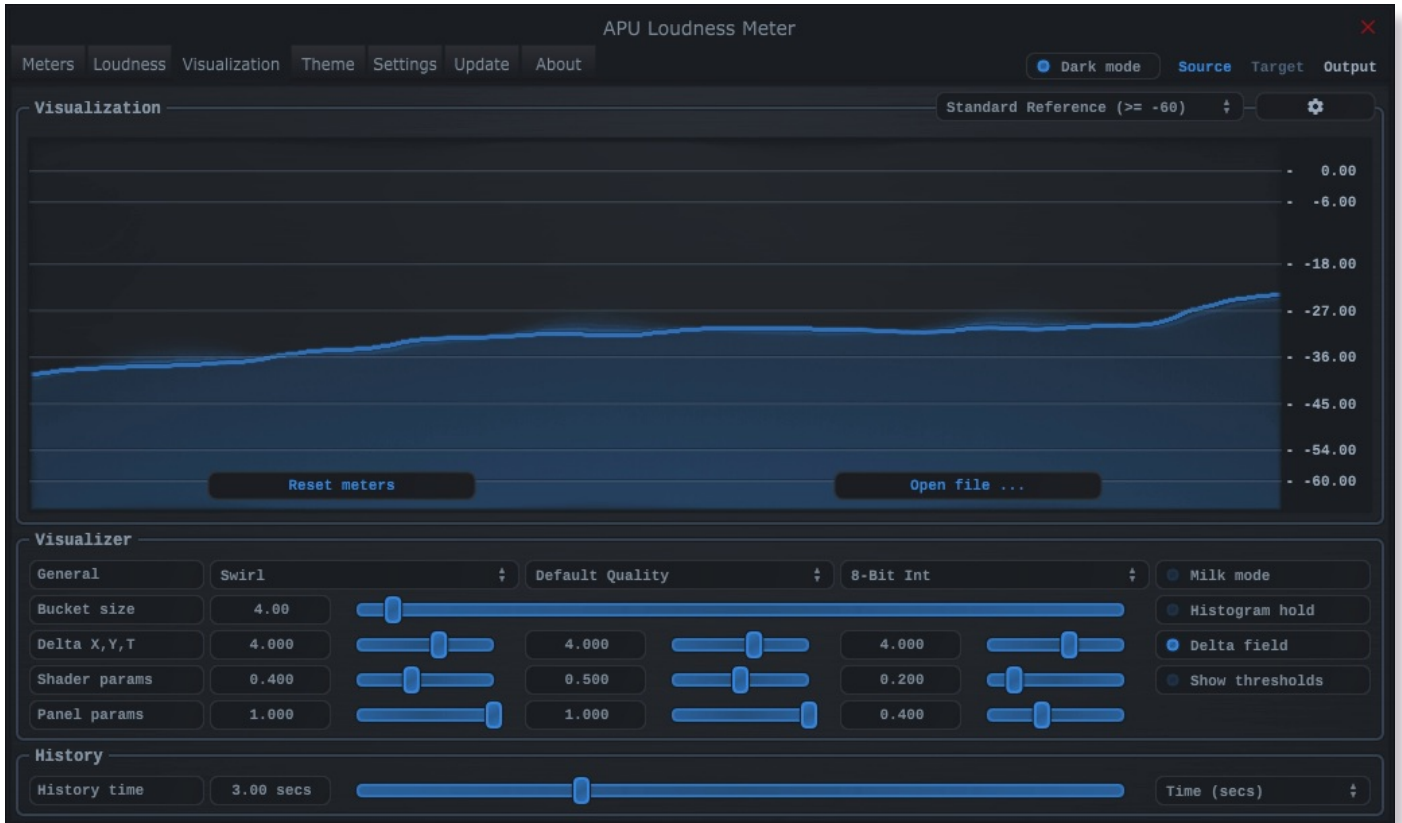 APU Loudness Meter
Meters Loudness Visualization Theme Settings Update About Dark mode Source Target Output
Visualization Standard Reference (>= -60)
- 0.00
- -6.00
- -18.00
- -27.00
- -36.00
- -45.00
- -54.00
- -60.00
Reset meters Open file ...
Visualizer
General Swirl Default Quality 8-Bit Int Milk mode
Bucket size 4.00 Histogram hold
Delta X,Y,T 4.000 4.000 4.000 Delta field
Shader params 0.400 0.500 0.200 Show thresholds
Panel params 1.000 1.000 0.400
History
History time 3.00 secs Time (secs)